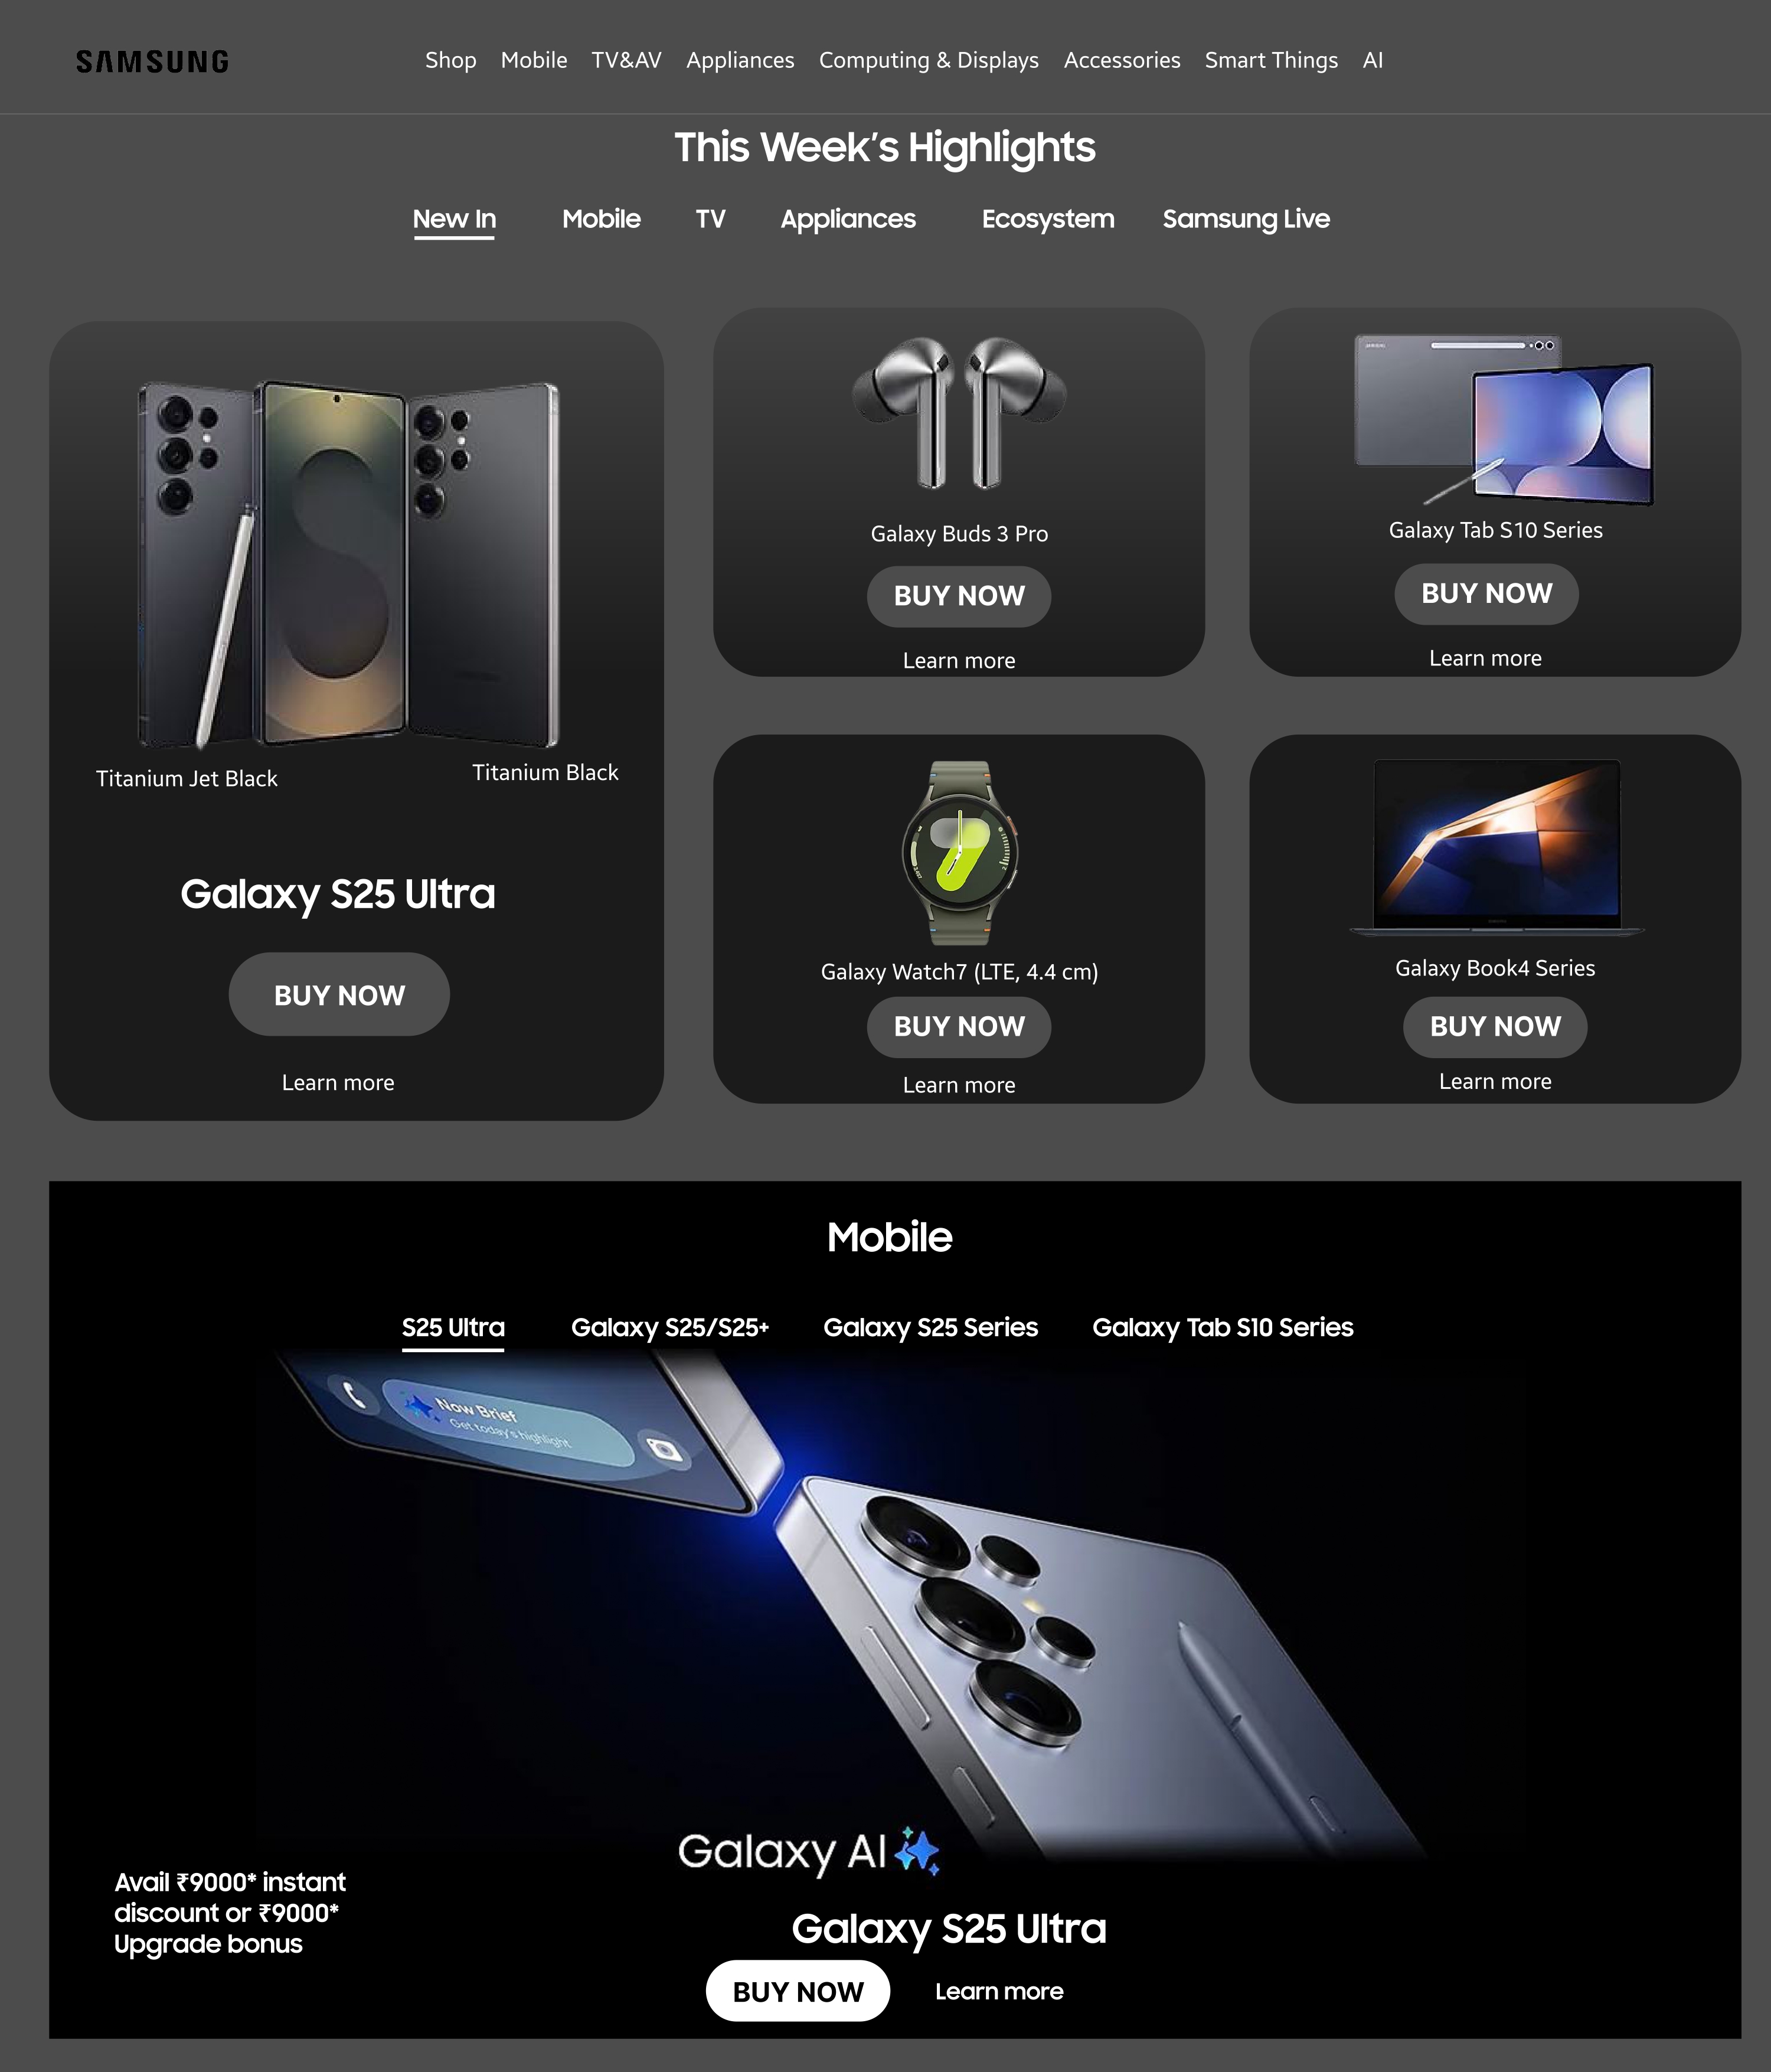 SAMSUNG
Shop Mobile TV&AV Appliances Computing & Displays Accessories Smart Things AI
This Week's Highlights
New In Mobile TV Appliances Ecosystem Samsung Live
Titanium Jet Black
Titanium Black
Galaxy S25 Ultra
BUY NOW
Learn more
Galaxy Buds 3 Pro
BUY NOW
Learn more
SAMSUNG
Galaxy Tab S10 Series
BUY NOW
Learn more
Galaxy Watch7 (LTE, 4.4 cm)
BUY NOW
Learn more
Galaxy Book4 Series
BUY NOW
Learn more
Mobile
S25 Ultra Galaxy S25/S25+ Galaxy S25 Series Galaxy Tab S10 Series
Now Brief
Get today's highlight
Galaxy AI
Avail ₹9000* instant
discount or ₹9000*
Upgrade bonus
Galaxy S25 Ultra
BUY NOW Learn more